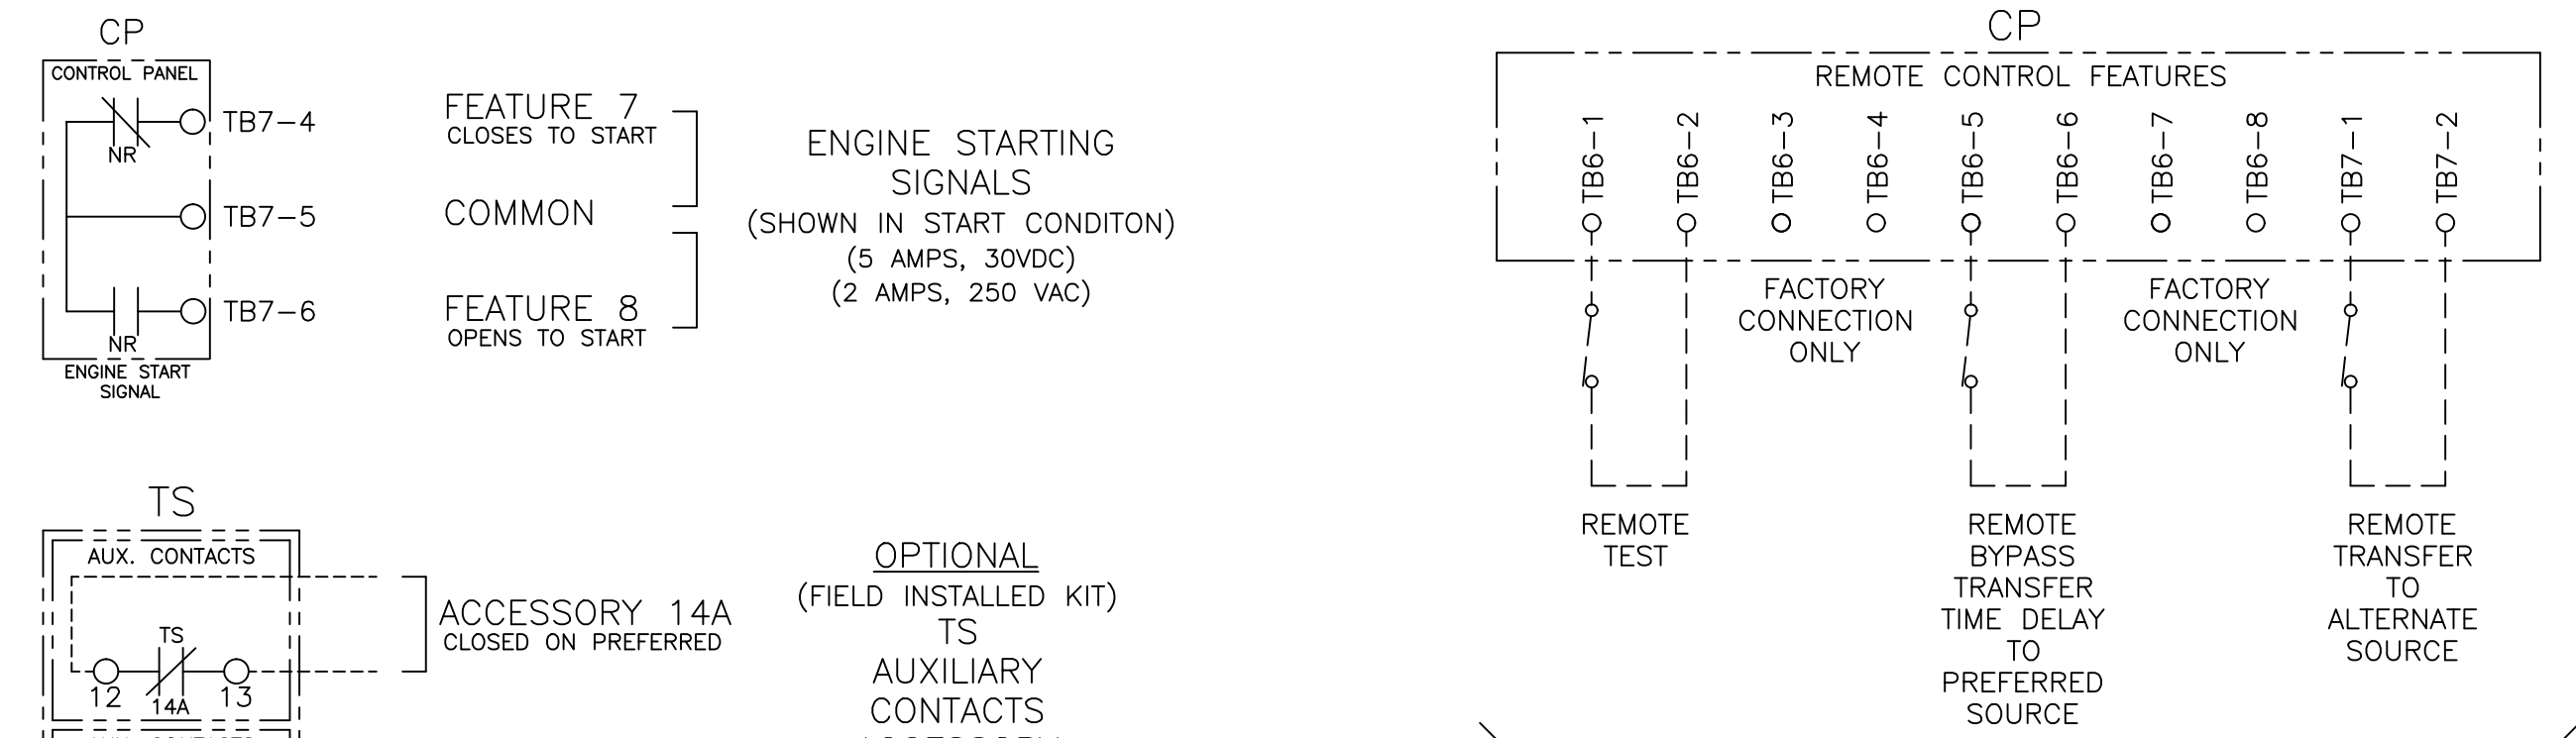 CP
CONTROL PANEL
NR
TB7-4
TB7-5
NR
TB7-6
ENGINE START
SIGNAL
FEATURE 7
CLOSES TO START
COMMON
FEATURE 8
OPENS TO START
ENGINE STARTING
SIGNALS
(SHOWN IN START CONDITON)
(5 AMPS, 30VDC)
(2 AMPS, 250 VAC)
CP
REMOTE CONTROL FEATURES
TB6-1
TB6-2
TB6-3
TB6-4
TB6-5
TB6-6
TB6-7
TB6-8
TB7-1
TB7-2
FACTORY
CONNECTION
ONLY
FACTORY
CONNECTION
ONLY
REMOTE
TEST
REMOTE
BYPASS
TRANSFER
TIME DELAY
TO
PREFERRED
SOURCE
REMOTE
TRANSFER
TO
ALTERNATE
SOURCE
TS
AUX. CONTACTS
TS
12
14A
13
ACCESSORY 14A
CLOSED ON PREFERRED
OPTIONAL
(FIELD INSTALLED KIT)
TS
AUXILIARY
CONTACTS